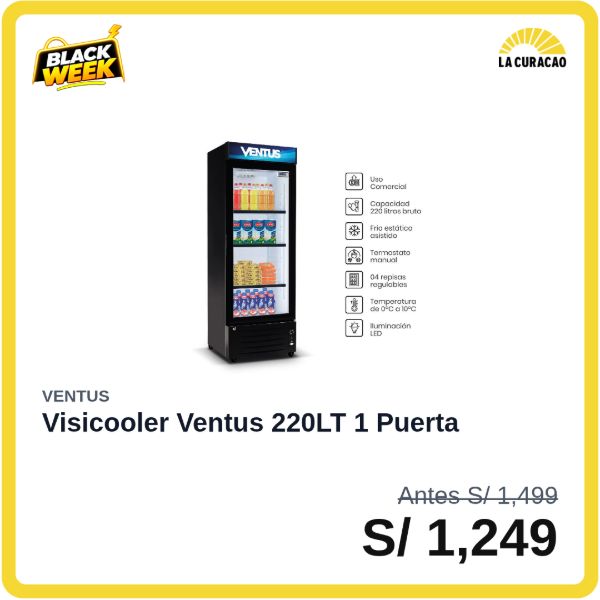 BLACK
WEEK
LA CURACAO
VENTUS
Uso
Comercial
Capacidad
220 litros bruto
Frío estático
asistido
Termostato
manual
04 repisas
regulables
Temperatura
de 0°C a 10°C
Iluminación
LED
VENTUS
Visicooler Ventus 220LT 1 Puerta
Antes S/ 1,499
S/ 1,249